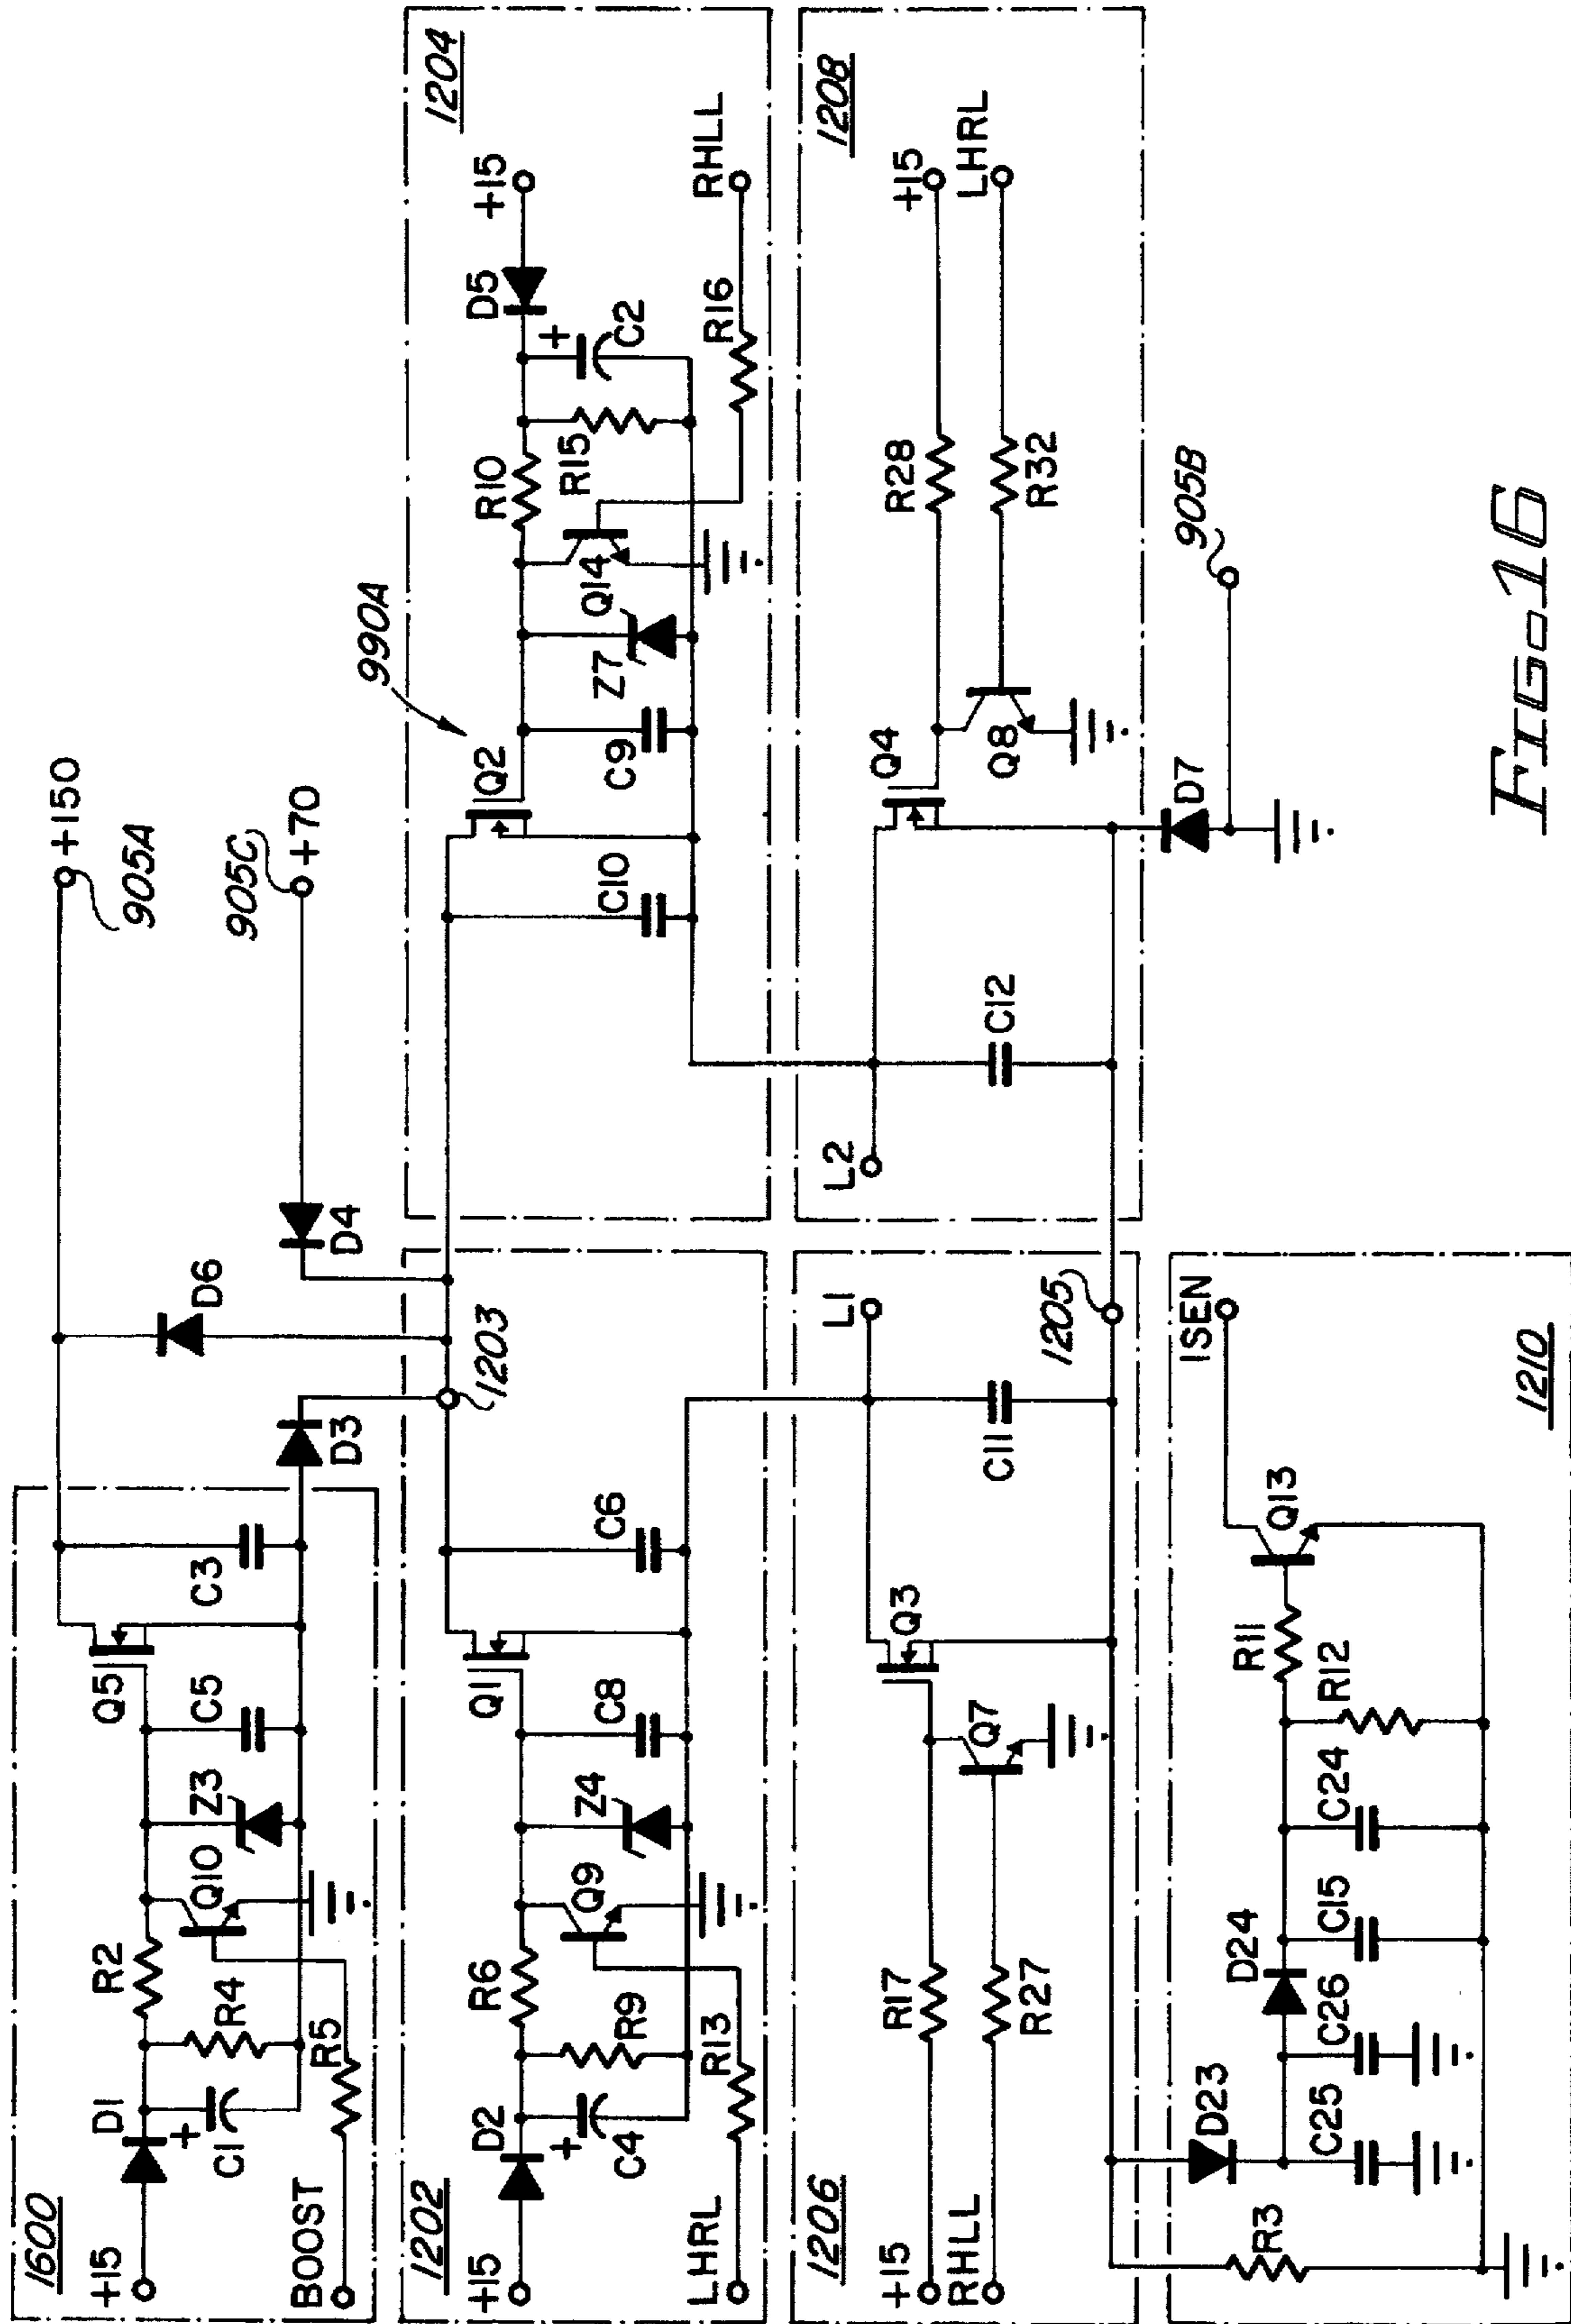 1600
+15
D1
+
C1
R4
R2
Q10
Z3
C5
Q5
C3
BOOST
R5
D3
D6
+150
905A
905C
+70
D4
1203
1202
+15
D2
+
C4
R9
R6
Q9
Z4
C8
Q1
C6
LHRL
R13
1204
990A
C10
Q2
C9
Z7
Q14
R10
R15
D5
+
C2
+15
R16
RHLL
1206
+15
R17
RHLL
R27
Q7
Q3
C11
L1
1205
1208
L2
C12
Q4
Q8
R28
+15
R32
LHRL
D7
905B
1210
R3
D23
C25
C26
D24
C15
C24
R12
R11
Q13
ISEN
FIG. 16